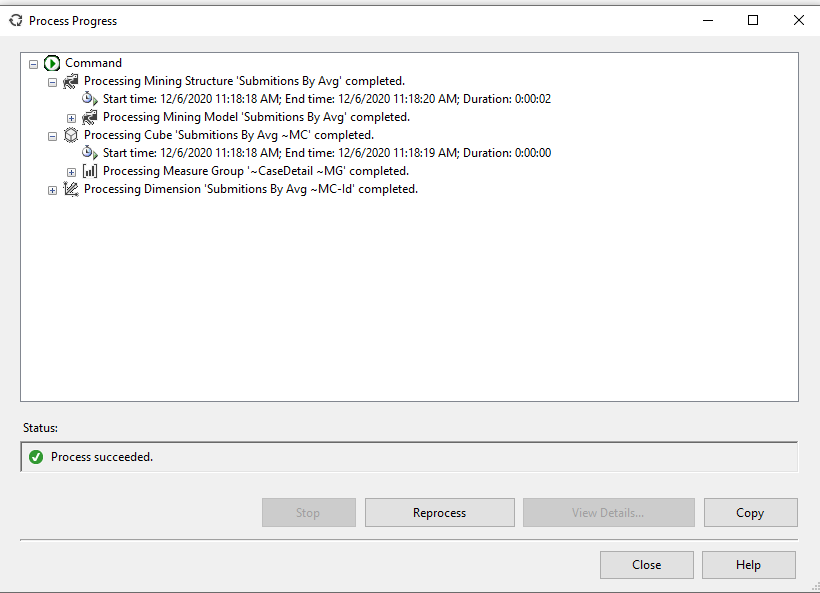 Process Progress
Command
Processing Mining Structure 'Submitions By Avg' completed.
Start time: 12/6/2020 11:18:18 AM; End time: 12/6/2020 11:18:20 AM; Duration: 0:00:02
Processing Mining Model 'Submitions By Avg' completed.
Processing Cube 'Submitions By Avg ~MC' completed.
Start time: 12/6/2020 11:18:18 AM; End time: 12/6/2020 11:18:19 AM; Duration: 0:00:00
Processing Measure Group '~CaseDetail ~MG' completed.
Processing Dimension 'Submitions By Avg ~MC-Id' completed.
Status:
Process succeeded.
Stop Reprocess View Details... Copy
Close Help